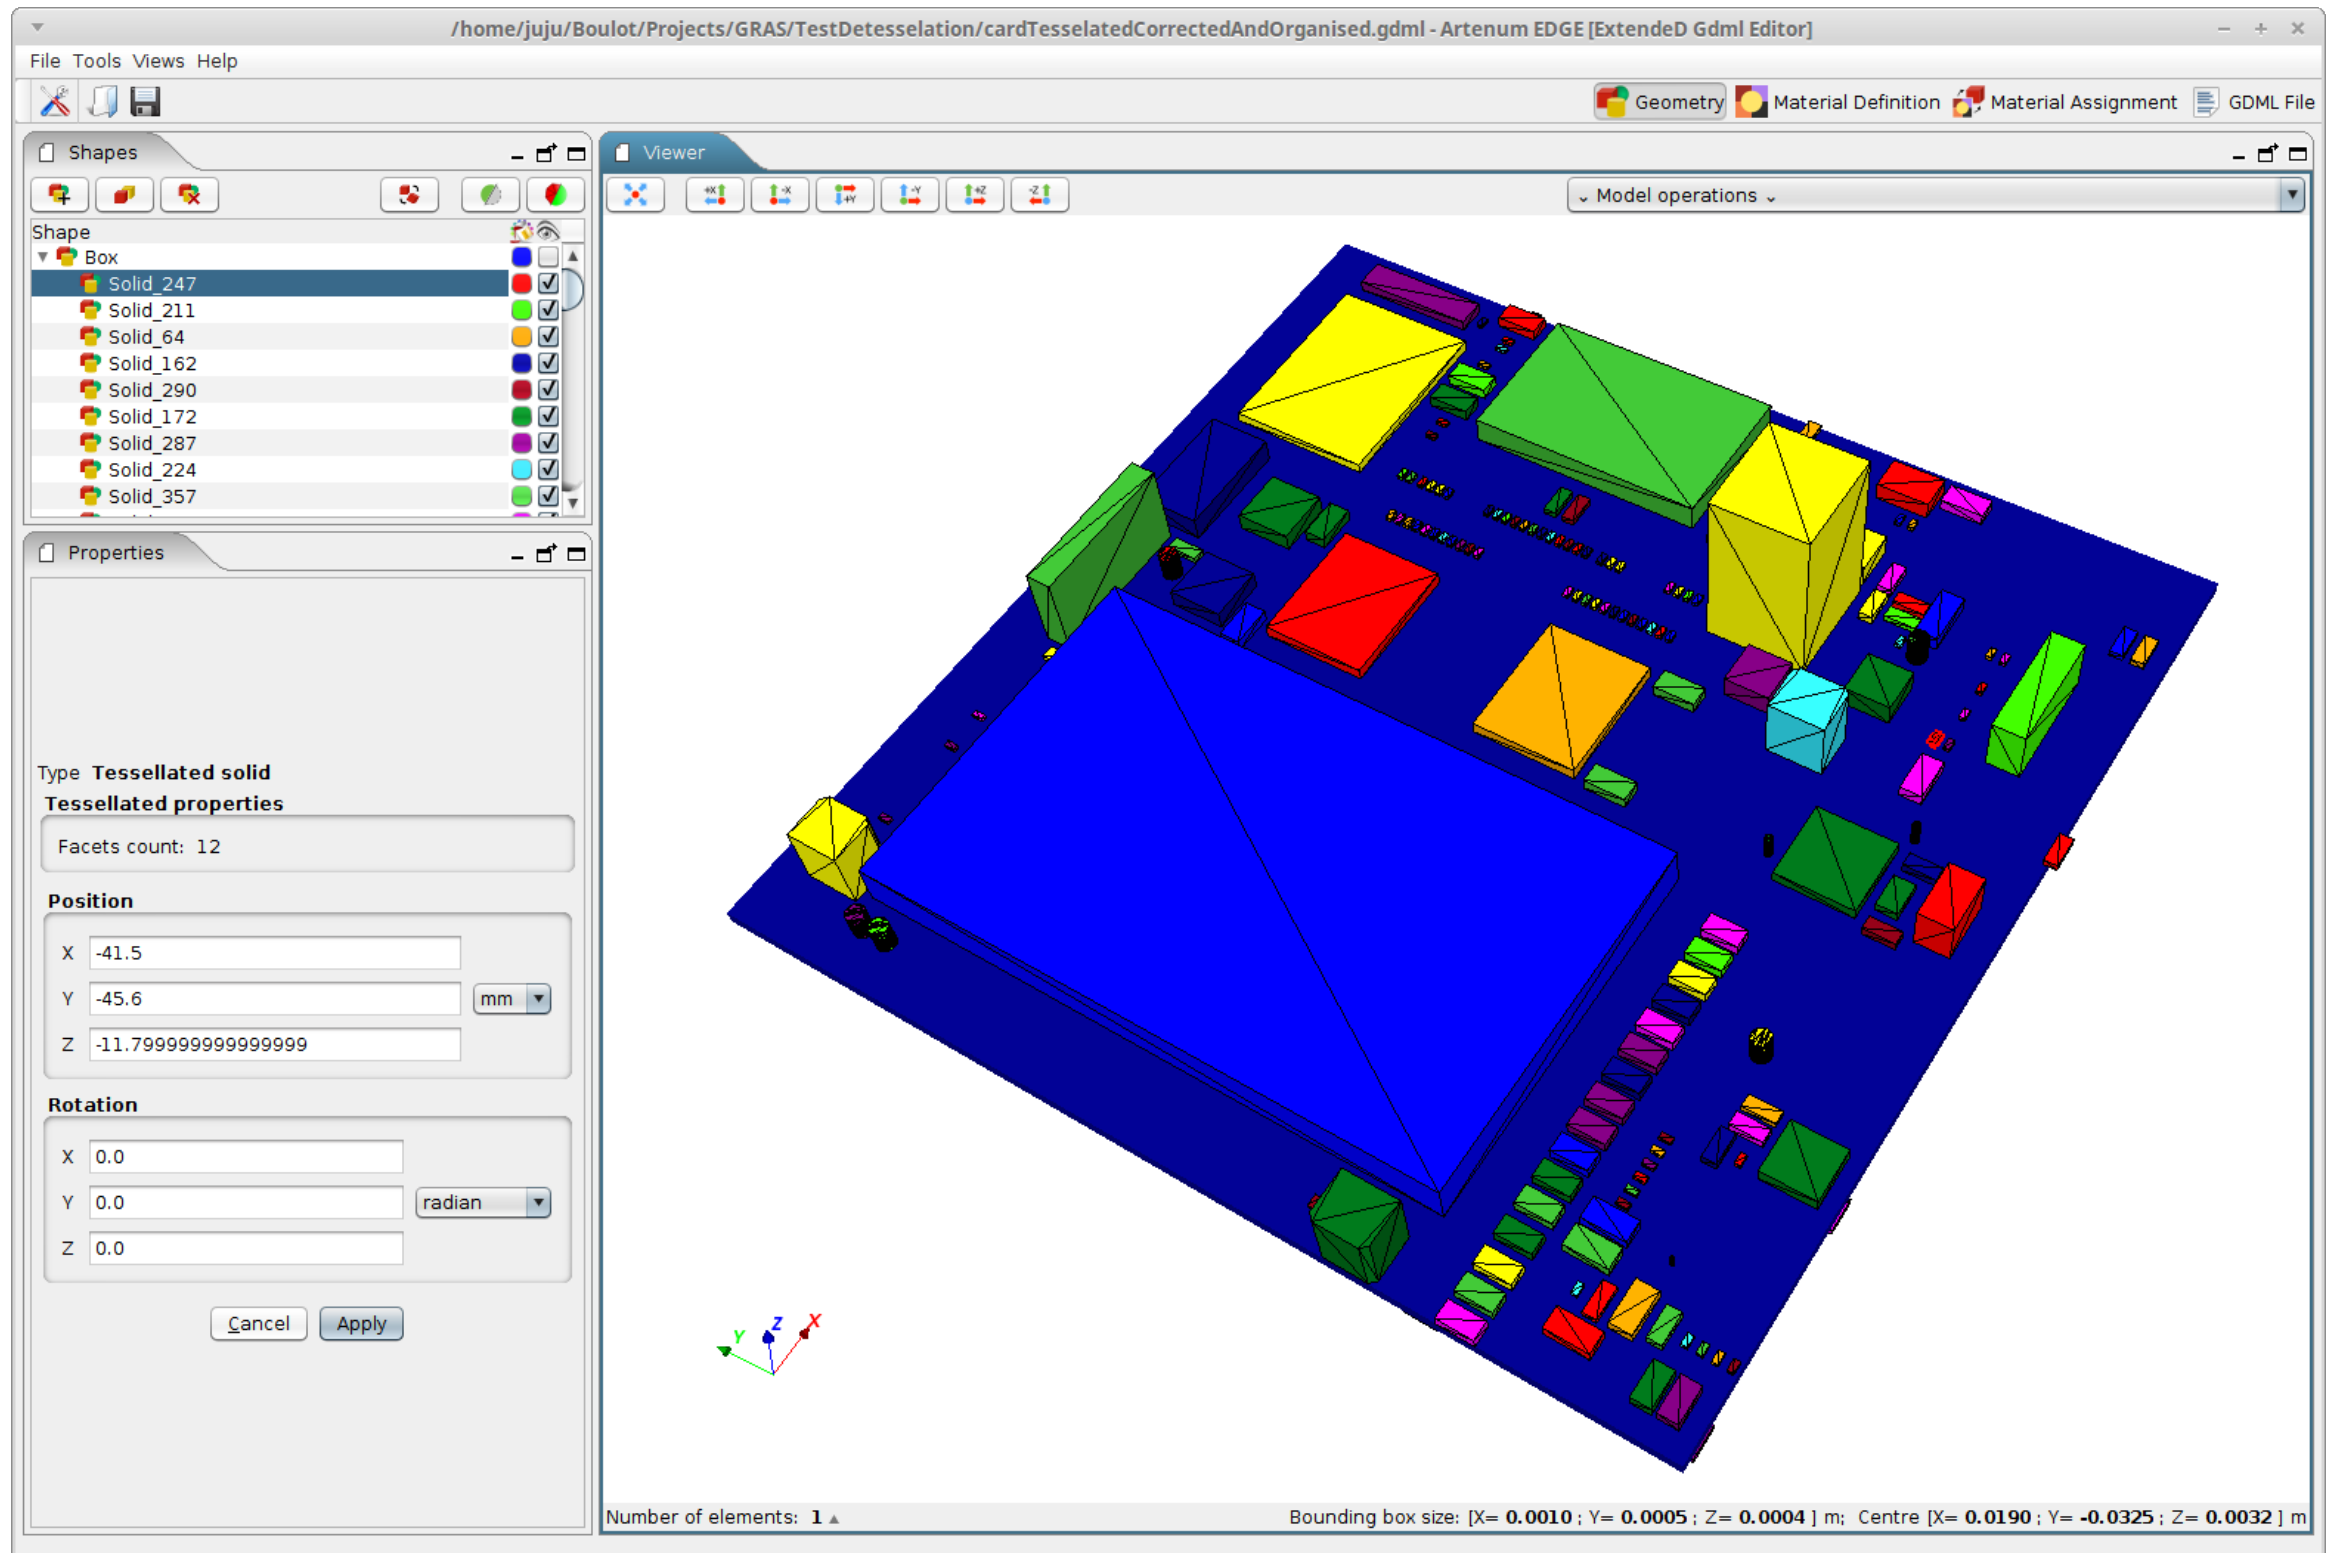 /home/juju/Boulot/Projects/GRAS/TestDetesselation/cardTesselatedCorrectedAndOrganised.gdml - Artenum EDGE [ExtendeD Gdml Editor]
File Tools Views Help
Geometry Material Definition Material Assignment GDML File
Shapes
Shape
Box
Solid_247
Solid_211
Solid_64
Solid_162
Solid_290
Solid_172
Solid_287
Solid_224
Solid_357
Properties
Type Tessellated solid
Tessellated properties
Facets count: 12
Position
X -41.5
Y -45.6 mm
Z -11.799999999999999
Rotation
X 0.0
Y 0.0 radian
Z 0.0
Cancel Apply
Viewer
+X -X +Y -Y +Z -Z
Model operations
Y Z X
Number of elements: 1
Bounding box size: [X= 0.0010 ; Y= 0.0005 ; Z= 0.0004 ] m; Centre [X= 0.0190 ; Y= -0.0325 ; Z= 0.0032 ] m